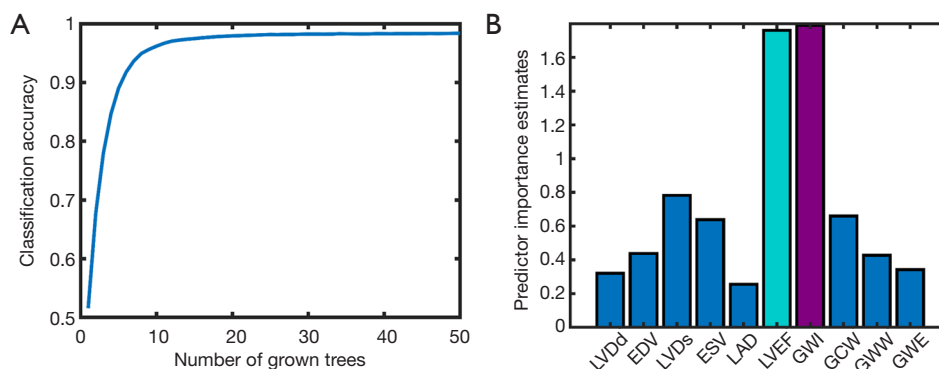 A
Classification accuracy
1
0.9
0.8
0.7
0.6
0.5
0
10
20
30
40
50
Number of grown trees
B
Predictor importance estimates
1.6
1.4
1.2
1
0.8
0.6
0.4
0.2
0
LVDd
EDV
LVDs
ESV
LAD
LVEF
GWI
GCW
GWW
GWE